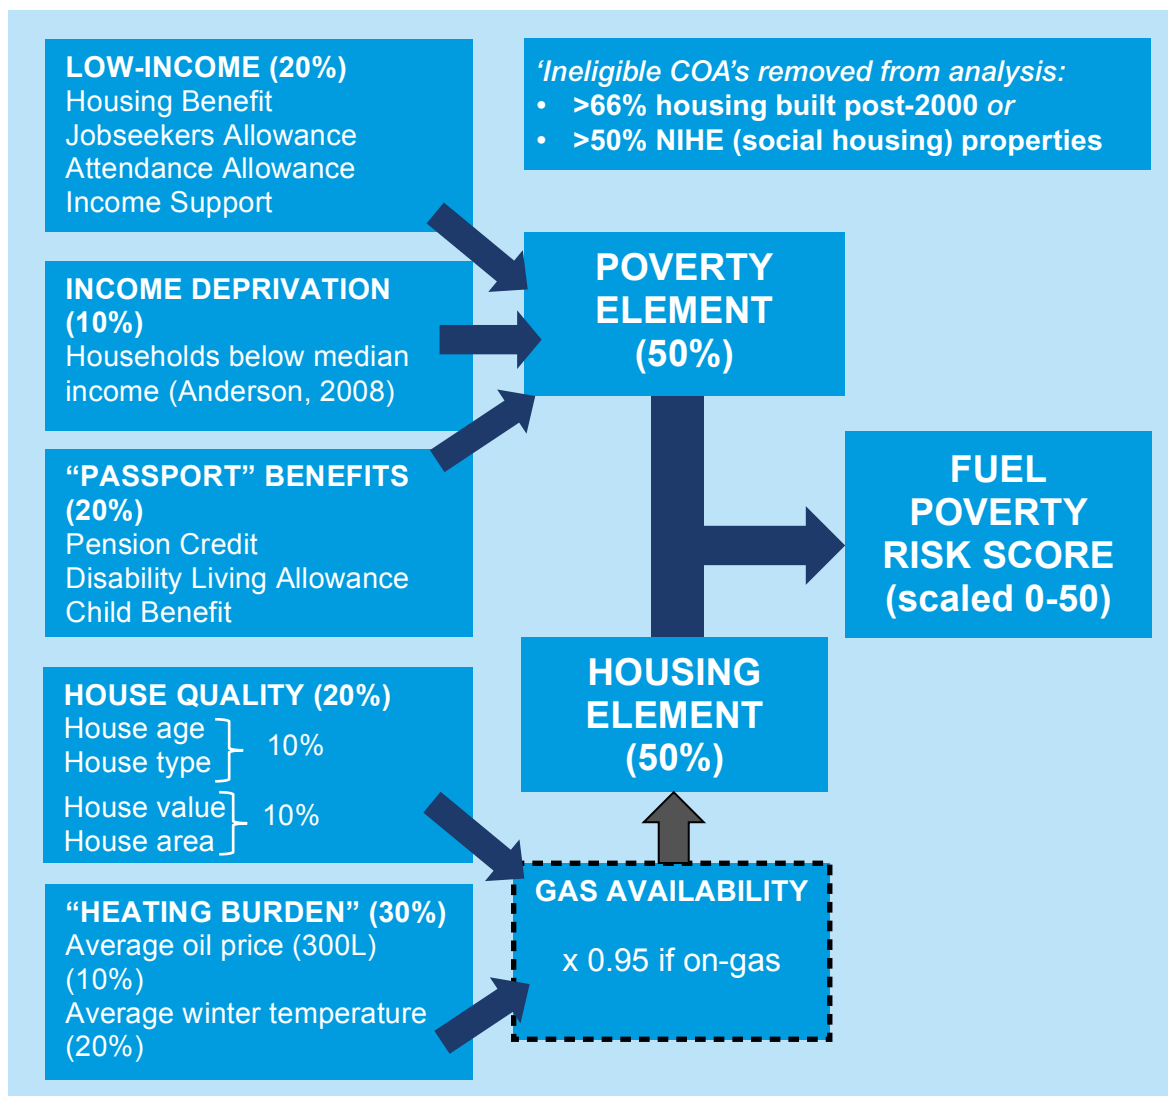 LOW-INCOME (20%)
Housing Benefit
Jobseekers Allowance
Attendance Allowance
Income Support
‘Ineligible COA's removed from analysis:
• >66% housing built post-2000 or
• >50% NIHE (social housing) properties
INCOME DEPRIVATION
(10%)
Households below median
income (Anderson, 2008)
“PASSPORT” BENEFITS
(20%)
Pension Credit
Disability Living Allowance
Child Benefit
POVERTY
ELEMENT
(50%)
FUEL
POVERTY
RISK SCORE
(scaled 0-50)
HOUSING
ELEMENT
(50%)
HOUSE QUALITY (20%)
House age
House type
10%
House value
House area
10%
“HEATING BURDEN” (30%)
Average oil price (300L)
(10%)
Average winter temperature
(20%)
GAS AVAILABILITY
x 0.95 if on-gas